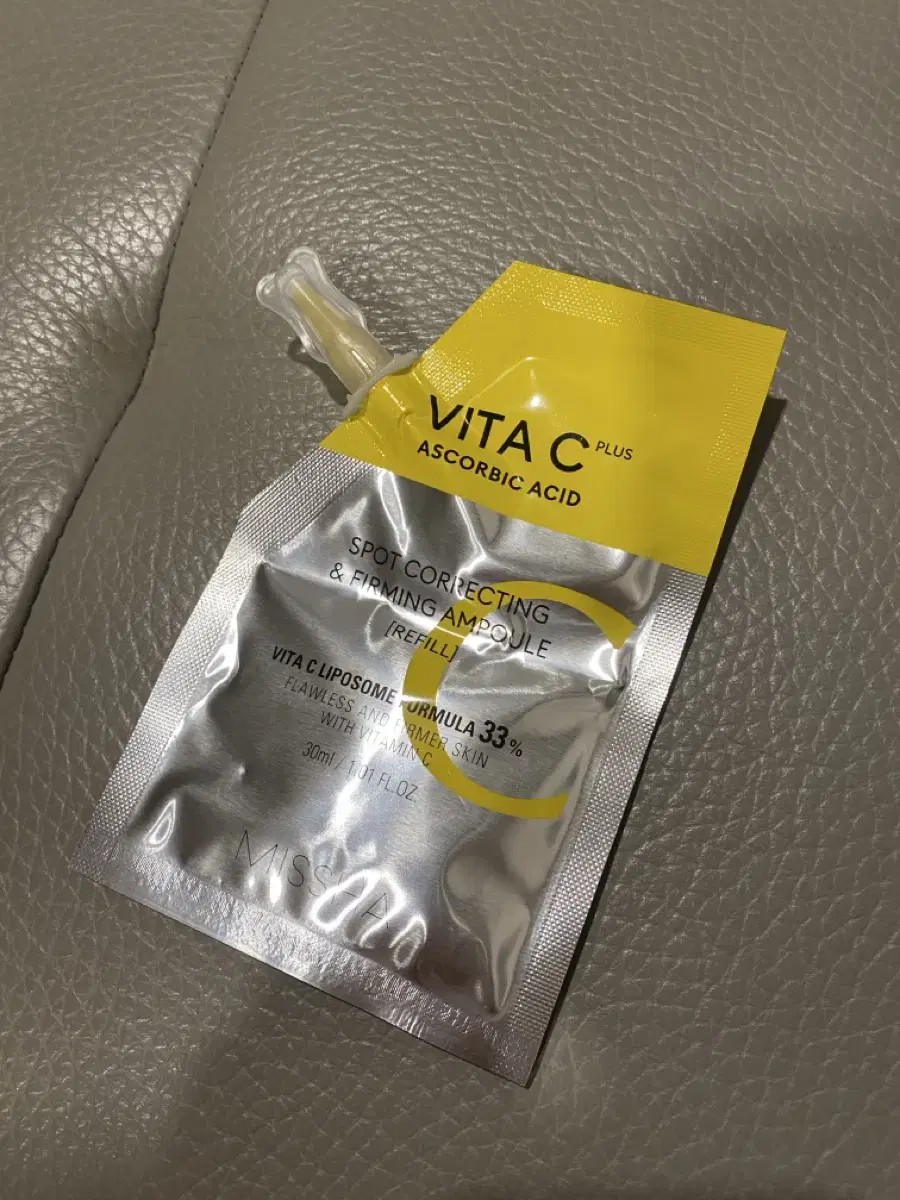 VITA C PLUS
ASCORBIC ACID
SPOT CORRECTING
& FIRMING AMPOULE
[REFILL]
VITA C LIPOSOME FORMULA 33%
FLAWLESS AND FIRMER SKIN
WITH VITAMIN C
30ml / 1.01 FL.OZ.
MISSHA